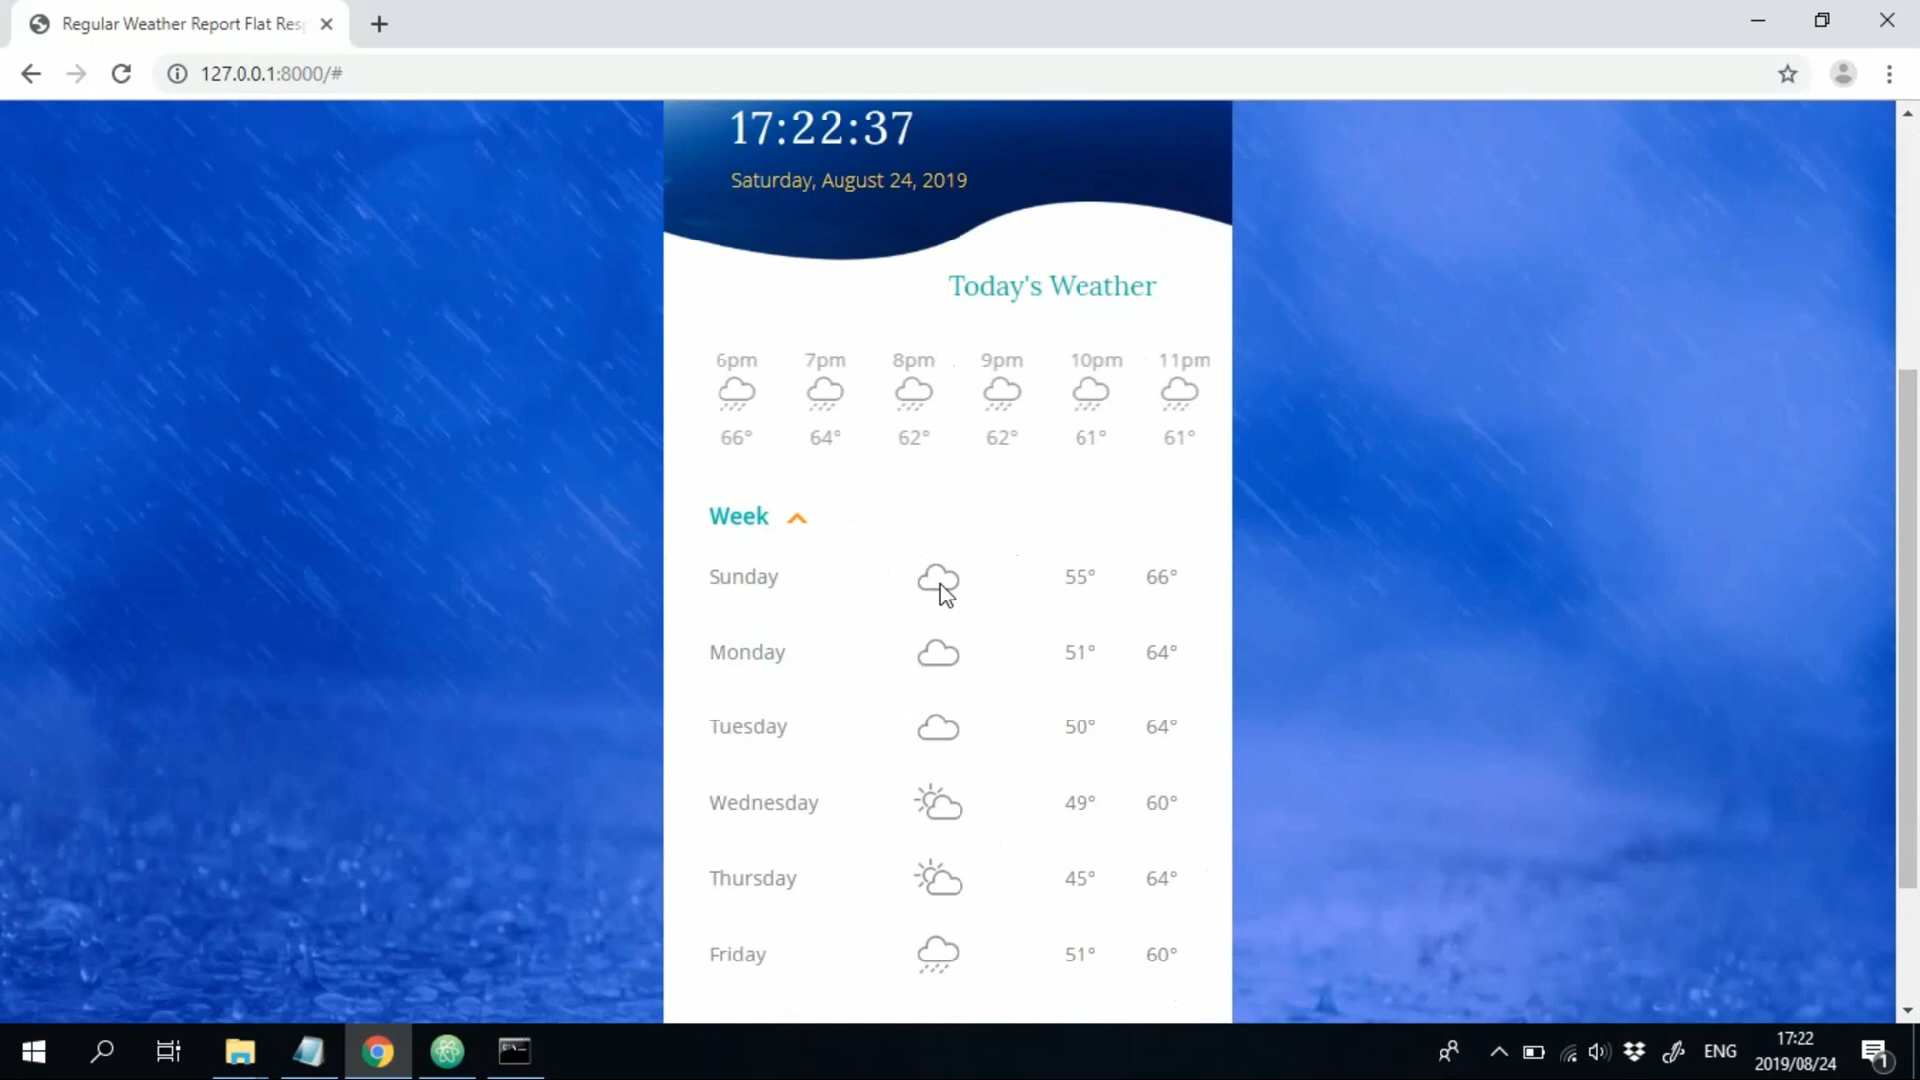 Regular Weather Report Flat Res
127.0.0.1:8000/#
17:22:37
Saturday, August 24, 2019
Today's Weather
6pm 7pm 8pm 9pm 10pm 11pm
66° 64° 62° 62° 61° 61°
Week
Sunday 55° 66°
Monday 51° 64°
Tuesday 50° 64°
Wednesday 49° 60°
Thursday 45° 64°
Friday 51° 60°
ENG
17:22
2019/08/24
1